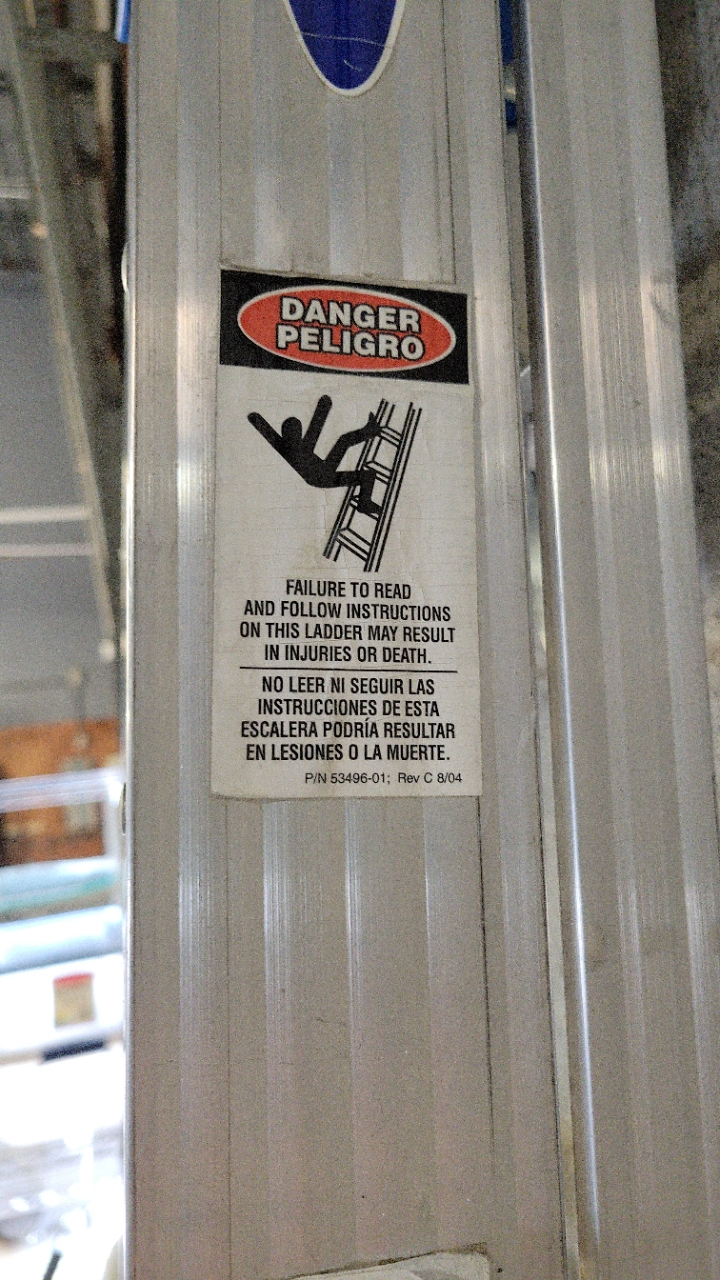 DANGER
PELIGRO
FAILURE TO READ
AND FOLLOW INSTRUCTIONS
ON THIS LADDER MAY RESULT
IN INJURIES OR DEATH.
NO LEER NI SEGUIR LAS
INSTRUCCIONES DE ESTA
ESCALERA PODRÍA RESULTAR
EN LESIONES O LA MUERTE.
P/N 53496-01; Rev C 8/04